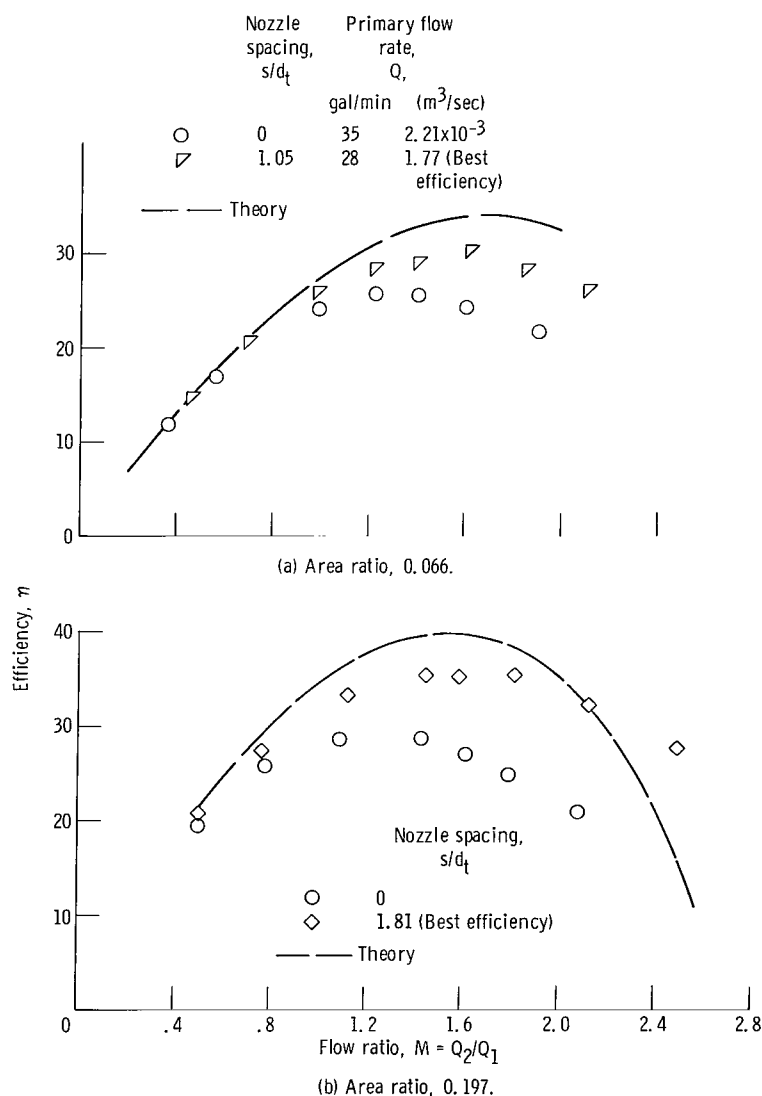 Nozzle spacing, s/dt Primary flow rate, Q,
gal/min (m³/sec)
0 35 2.21x10⁻³
1.05 28 1.77 (Best efficiency)
Theory
30
20
10
0
(a) Area ratio, 0.066.
Efficiency, η
40
30
20
10
Nozzle spacing,
s/dt
0
1.81 (Best efficiency)
Theory
0 .4 .8 1.2 1.6 2.0 2.4 2.8
Flow ratio, M = Q₂/Q₁
(b) Area ratio, 0.197.